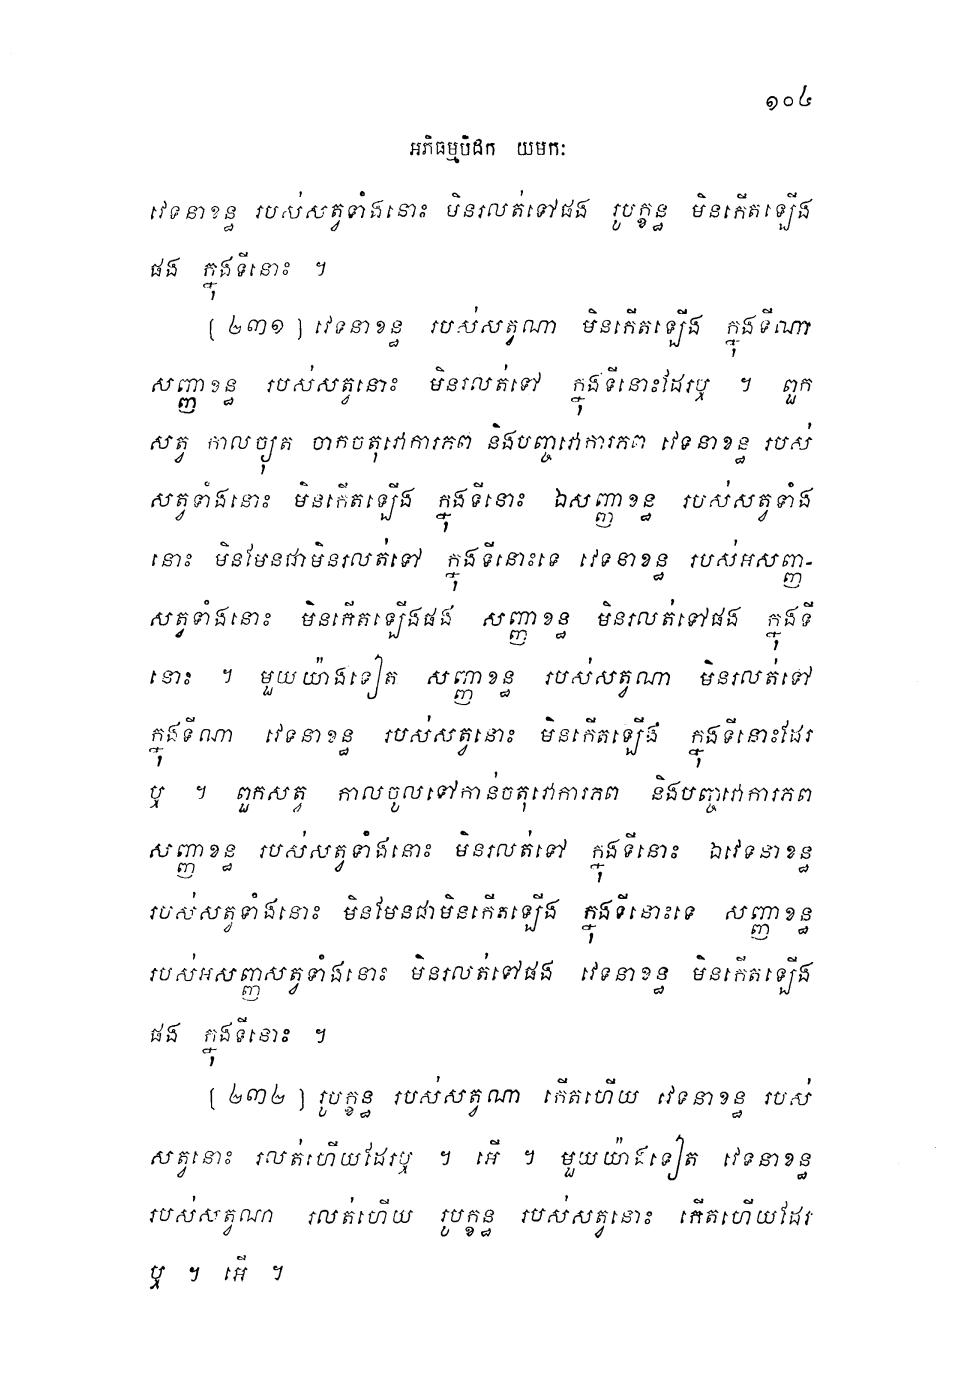 ១០៤
អភិធម្មបិដក យមកៈ
វេទនាខន្ធ របស់សត្វទាំងនោះ មិនរលត់ទៅផង រូបក្ខន្ធ មិនកើតឡើង
ផង ក្នុងទីនោះ ។
[ ២៣១ ] វេទនាខន្ធ របស់សត្វណា មិនកើតឡើង ក្នុងទីណា
សញ្ញាខន្ធ របស់សត្វនោះ មិនរលត់ទៅ ក្នុងទីនោះដែរឬ ។ ពួក
សត្វ កាលច្យុត ចាកចតុវោការភព និងបញ្ចវោការភព វេទនាខន្ធ របស់
សត្វទាំងនោះ មិនកើតឡើង ក្នុងទីនោះ ឯសញ្ញាខន្ធ របស់សត្វទាំង
នោះ មិនមែនជាមិនរលត់ទៅ ក្នុងទីនោះទេ វេទនាខន្ធ របស់អសញ្ញ-
សត្វទាំងនោះ មិនកើតឡើងផង សញ្ញាខន្ធ មិនរលត់ទៅផង ក្នុងទី
នោះ ។ មួយយ៉ាងទៀត សញ្ញាខន្ធ របស់សត្វណា មិនរលត់ទៅ
ក្នុងទីណា វេទនាខន្ធ របស់សត្វនោះ មិនកើតឡើង ក្នុងទីនោះដែរ
ឬ ។ ពួកសត្វ កាលចូលទៅកាន់ចតុវោការភព និងបញ្ចវោការភព
សញ្ញាខន្ធ របស់សត្វទាំងនោះ មិនរលត់ទៅ ក្នុងទីនោះ ឯវេទនាខន្ធ
របស់សត្វទាំងនោះ មិនមែនជាមិនកើតឡើង ក្នុងទីនោះទេ សញ្ញាខន្ធ
របស់អសញ្ញសត្វទាំងនោះ មិនរលត់ទៅផង វេទនាខន្ធ មិនកើតឡើង
ផង ក្នុងទីនោះ ។
[ ២៣២ ] រូបក្ខន្ធ របស់សត្វណា កើតហើយ វេទនាខន្ធ របស់
សត្វនោះ រលត់ហើយដែរឬ ។ អើ ។ មួយយ៉ាងទៀត វេទនាខន្ធ
របស់សត្វណា រលត់ហើយ រូបក្ខន្ធ របស់សត្វនោះ កើតហើយដែរ
ឬ ។ អើ ។